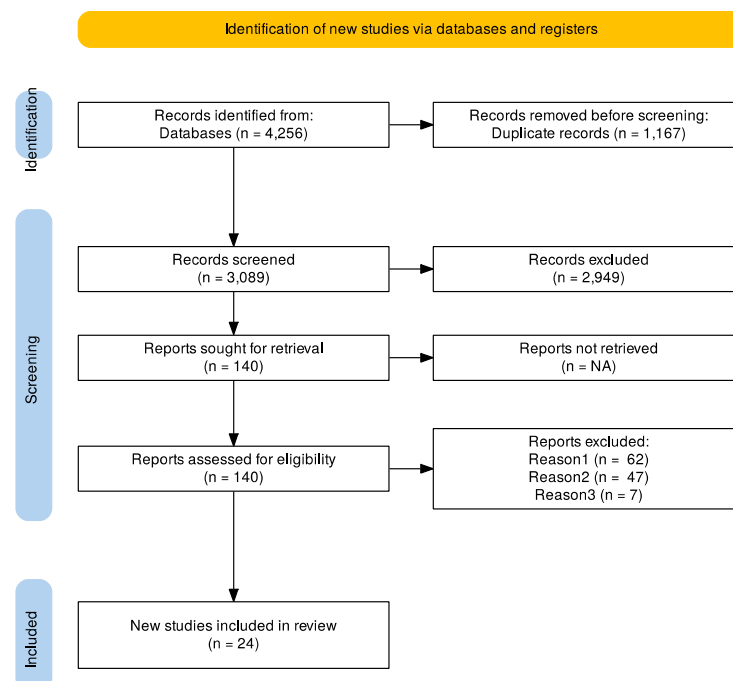 Identification of new studies via databases and registers
Identification
Records identified from:
Databases (n = 4,256)
Records removed before screening:
Duplicate records (n = 1,167)
Screening
Records screened
(n = 3,089)
Records excluded
(n = 2,949)
Reports sought for retrieval
(n = 140)
Reports not retrieved
(n = NA)
Reports assessed for eligibility
(n = 140)
Reports excluded:
Reason1 (n = 62)
Reason2 (n = 47)
Reason3 (n = 7)
Included
New studies included in review
(n = 24)